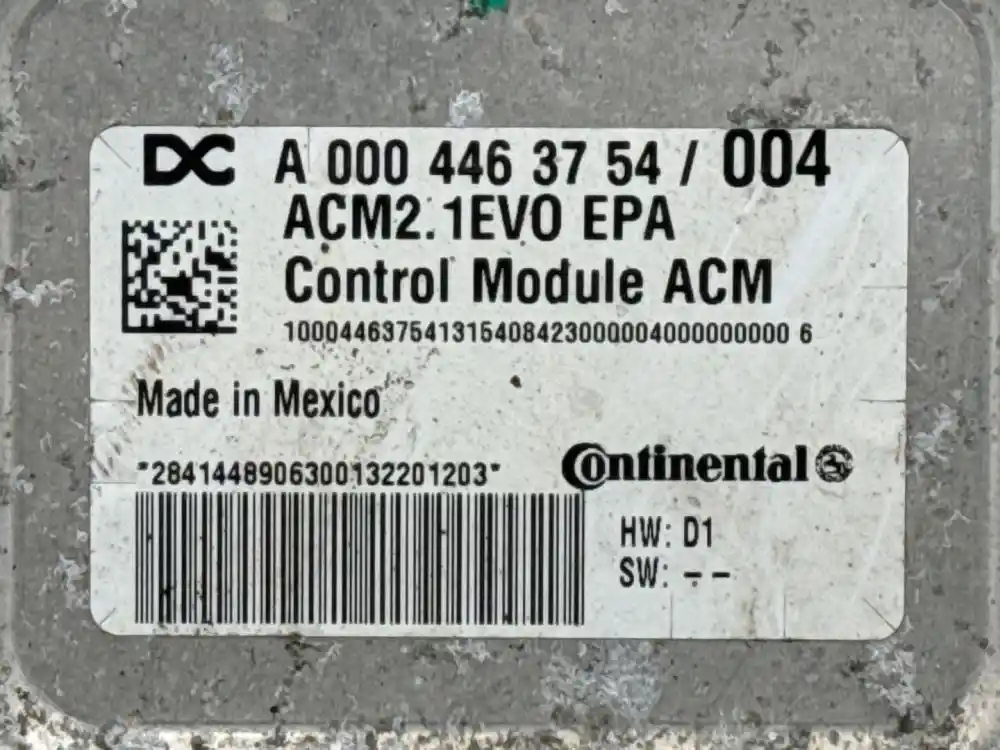 DC A 000 446 37 54 / 004
ACM2.1EVO EPA
Control Module ACM
10004463754131540842300000400000000 6
Made in Mexico
*2841448906300132201203*
Continental
HW: D1
SW: – –